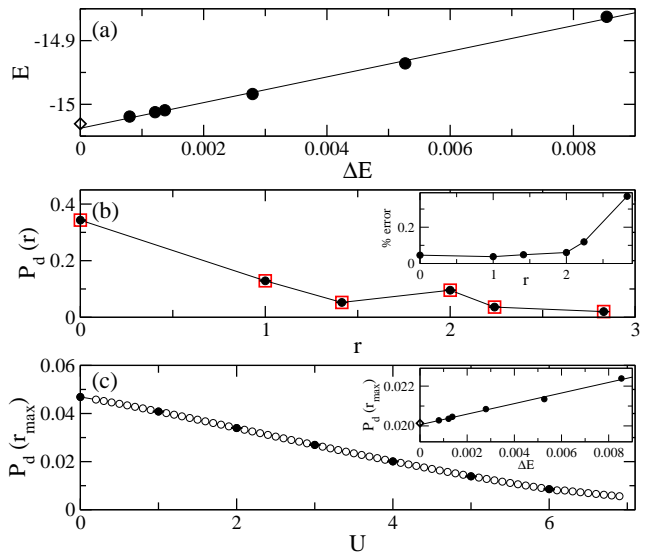 (a)
E
-14.9
-15
0 0.002 0.004 0.006 0.008
ΔE
(b)
P_d(r)
0.4
0.2
0
0 1 2 3
r
% error
0.2
0
0 1 2
r
(c)
P_d(r_max)
0.06
0.04
0.02
0
0 2 4 6
U
P_d(r_max)
0.022
0.020
0 0.002 0.004 0.006 0.008
ΔE